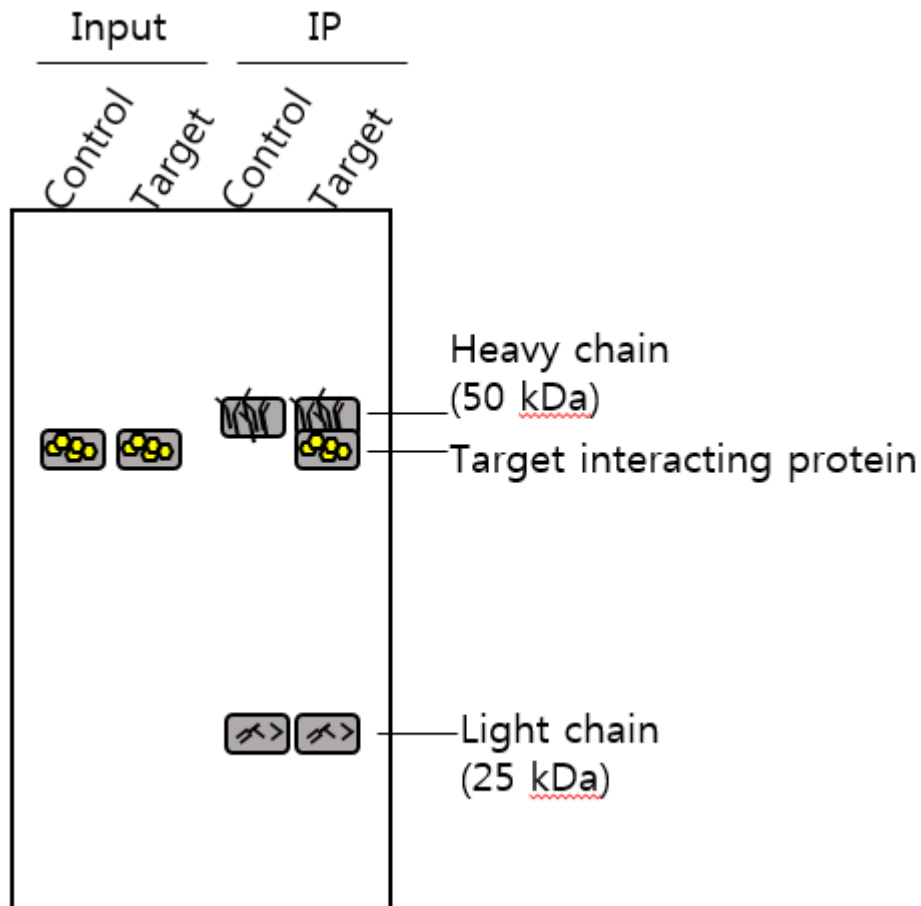 Input IP
Control Target Control Target
Heavy chain
(50 kDa)
Target interacting protein
Light chain
(25 kDa)